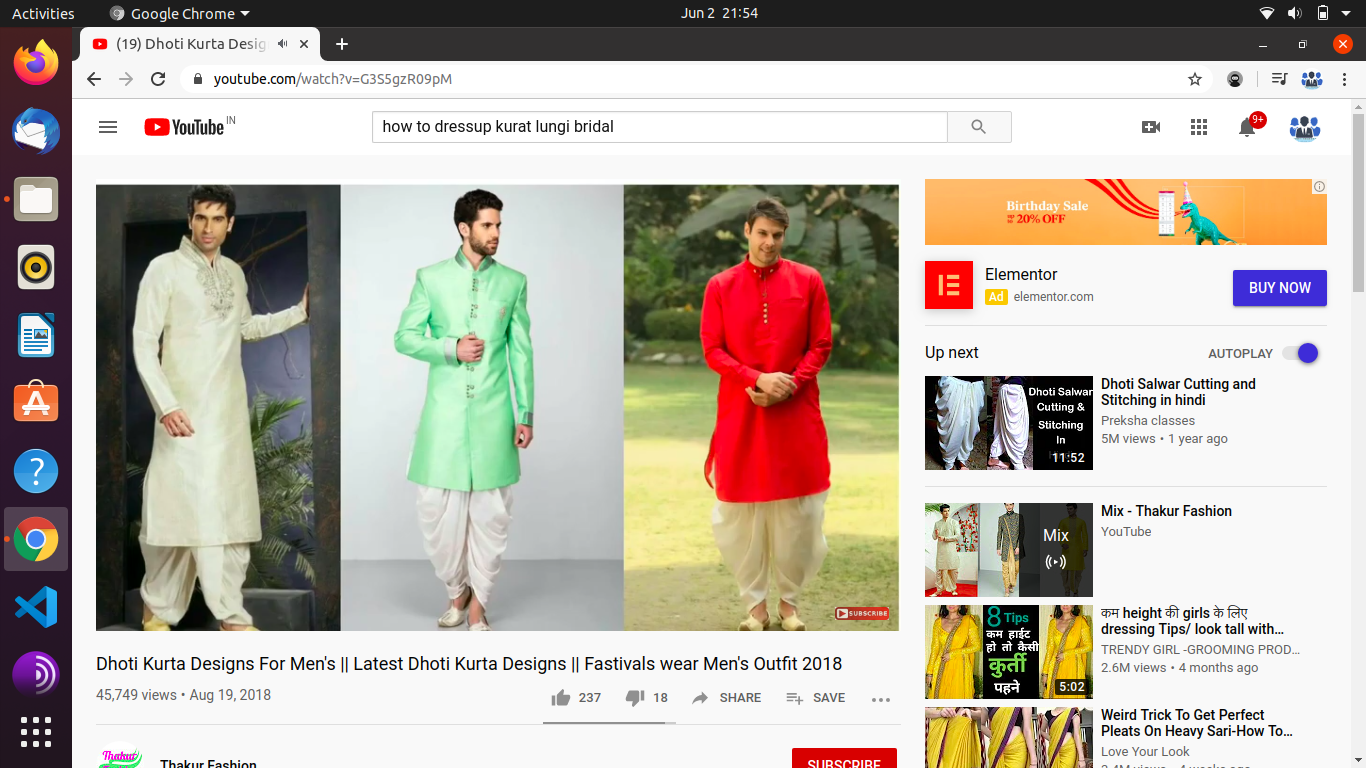 Activities
Google Chrome
Jun 2 21:54
(19) Dhoti Kurta Desig
youtube.com/watch?v=G3S5gzR09pM
YouTube IN
how to dressup kurat lungi bridal
9+
SUBSCRIBE
Dhoti Kurta Designs For Men's || Latest Dhoti Kurta Designs || Fastivals wear Men's Outfit 2018
45,749 views • Aug 19, 2018
237
18
SHARE
SAVE
Thakur
Thakur Fashion
SUBSCRIBE
Birthday Sale
UP TO 20% OFF
Elementor
Ad elementor.com
BUY NOW
Up next
AUTOPLAY
Dhoti Salwar
Cutting &
Stitching
In
11:52
Dhoti Salwar Cutting and
Stitching in hindi
Preksha classes
5M views • 1 year ago
Mix
Mix - Thakur Fashion
YouTube
8 Tips
कम हाईट
हो तो कैसी
कुर्ती
पहने
5:02
कम height की girls के लिए
dressing Tips/ look tall with...
TRENDY GIRL -GROOMING PROD...
2.6M views • 4 months ago
Weird Trick To Get Perfect
Pleats On Heavy Sari-How To...
Love Your Look